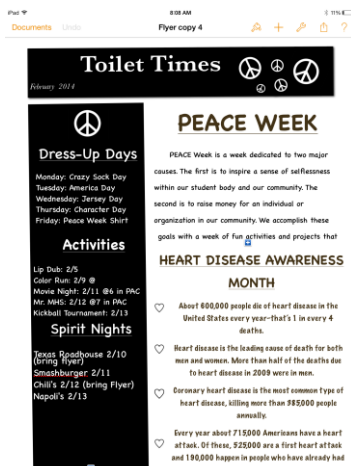 iPad
8:08 AM
11%
Documents
Undo
Flyer copy 4
?
Toilet Times
February 2014
Dress-Up Days
Monday: Crazy Sock Day
Tuesday: America Day
Wednesday: Jersey Day
Thursday: Character Day
Friday: Peace Week Shirt
Activities
Lip Dub: 2/5
Color Run: 2/9 @
Movie Night: 2/11 @6 in PAC
Mr. MHS: 2/12 @7 in PAC
Kickball Tournament: 2/13
Spirit Nights
Texas Roadhouse 2/10
(bring flyer)
Smashburger 2/11
Chili's 2/12 (bring Flyer)
Napoli's 2/13
PEACE WEEK
PEACE Week is a week dedicated to two major
causes. The first is to inspire a sense of selflessness
within our student body and our community. The
second is to raise money for an individual or
organization in our community. We accomplish these
goals with a week of fun activities and projects that
HEART DISEASE AWARENESS
MONTH
About 600,000 people die of heart disease in the
United States every year–that's 1 in every 4
deaths.
Heart disease is the leading cause of death for both
men and women. More than half of the deaths due
to heart disease in 2009 were in men.
Coronary heart disease is the most common type of
heart disease, killing more than 385,000 people
annually.
Every year about 715,000 Americans have a heart
attack. Of these, 525,000 are a first heart attack
and 190,000 happen in people who have already had